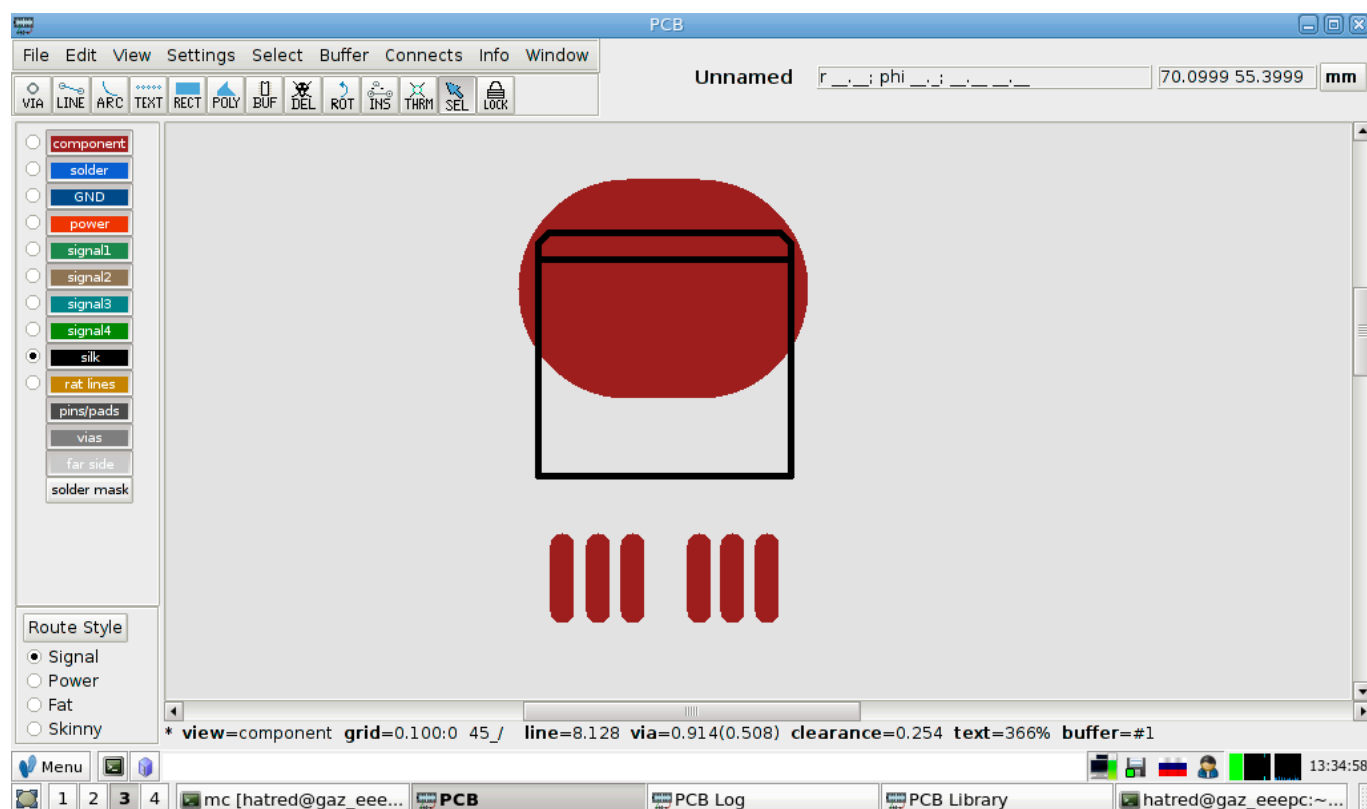 PCB
File Edit View Settings Select Buffer Connects Info Window
Unnamed r __.__; phi __._; __.__ __.__ 70.0999 55.3999 mm
VIA LINE ARC TEXT RECT POLY BUF DEL ROT INS THRM SEL LOCK
component
solder
GND
power
signal1
signal2
signal3
signal4
silk
rat lines
pins/pads
vias
far side
solder mask
Route Style
Signal
Power
Fat
Skinny
* view=component grid=0.100:0 45_/ line=8.128 via=0.914(0.508) clearance=0.254 text=366% buffer=#1
Menu 13:34:58
1 2 3 4 mc [hatred@gaz_eee... PCB PCB Log PCB Library hatred@gaz_eeepc:~...